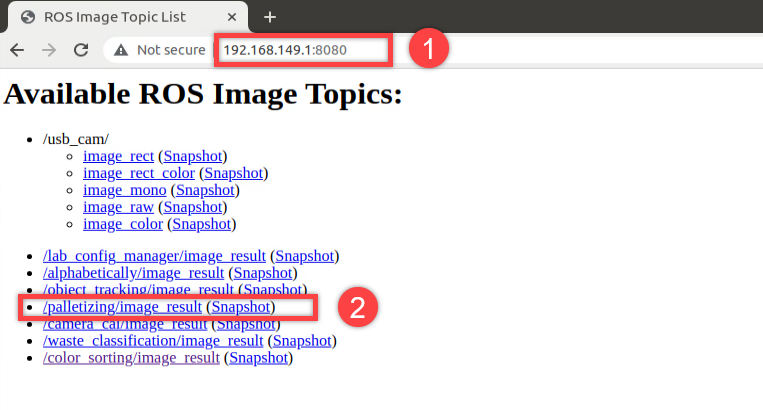 ROS Image Topic List
Not secure 192.168.149.1:8080
1
Available ROS Image Topics:
/usb_cam/
image_rect (Snapshot)
image_rect_color (Snapshot)
image_mono (Snapshot)
image_raw (Snapshot)
image_color (Snapshot)
/lab_config_manager/image_result (Snapshot)
/alphabetically/image_result (Snapshot)
/object_tracking/image_result (Snapshot)
/palletizing/image_result (Snapshot)
2
/camera_cal/image_result (Snapshot)
/waste_classification/image_result (Snapshot)
/color_sorting/image_result (Snapshot)